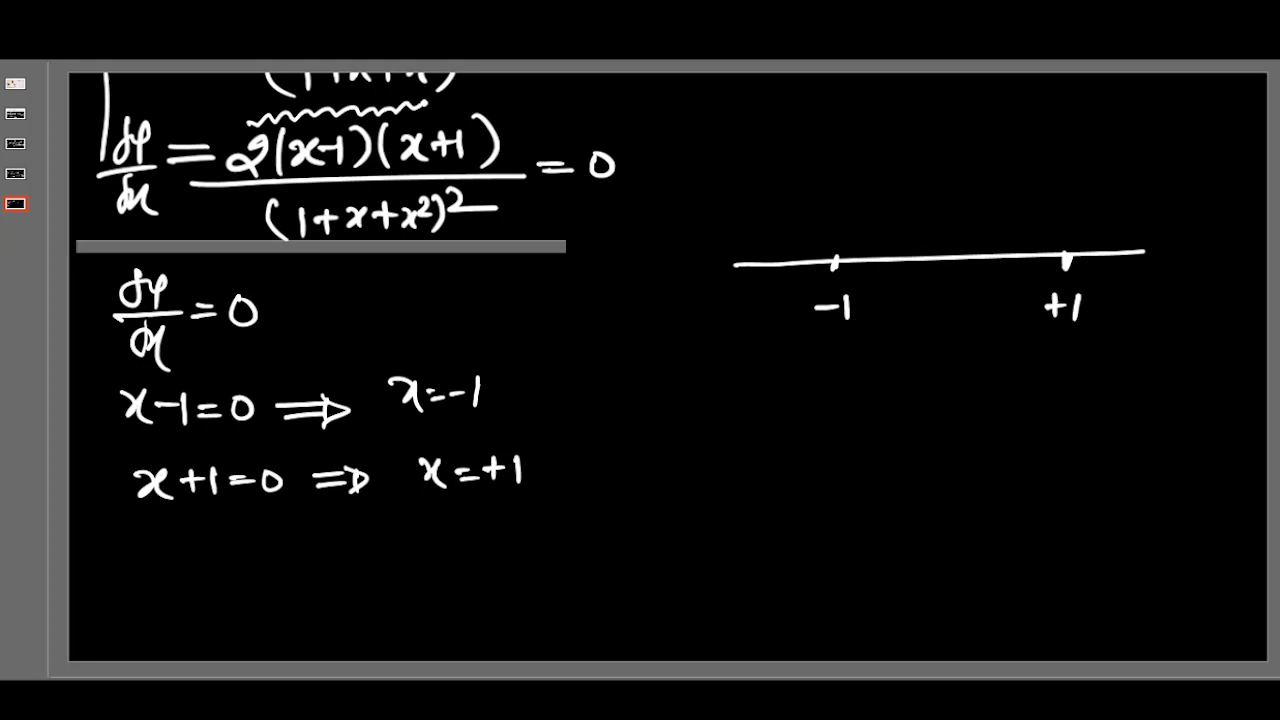 dy/dx = 2(x-1)(x+1)/(1+x+x²)² = 0
dy/dx = 0
x-1=0 ⟹ x=-1
x+1=0 ⟹ x=+1
-1 +1